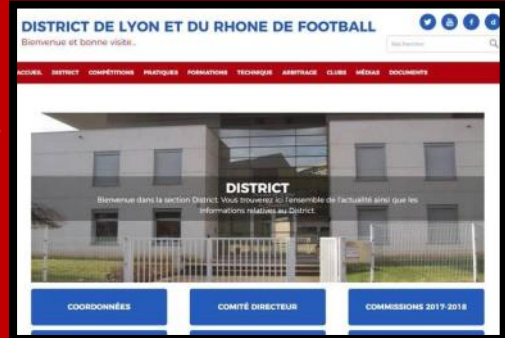 DISTRICT DE LYON ET DU RHONE DE FOOTBALL
Bienvenue et bonne visite...
Rechercher
ACCUEIL DISTRICT COMPÉTITIONS PRATIQUES FORMATIONS TECHNIQUE ARBITRAGE CLUBS MÉDIAS DOCUMENTS
DISTRICT
Bienvenue dans la section District. Vous trouverez ici l'ensemble de l'actualité ainsi que les
informations relatives au District.
COORDONNÉES COMITÉ DIRECTEUR COMMISSIONS 2017-2018